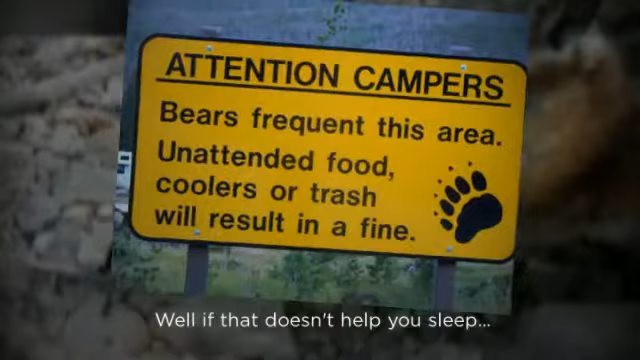 ATTENTION CAMPERS
Bears frequent this area.
Unattended food,
coolers or trash
will result in a fine.
Well if that doesn't help you sleep...